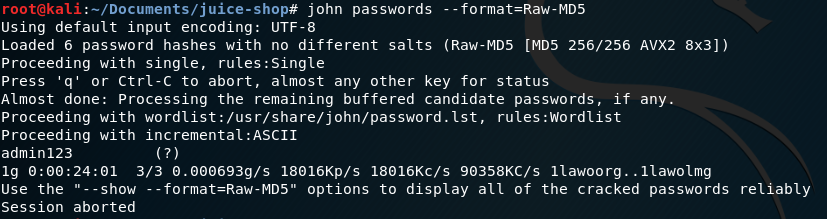 root@kali:~/Documents/juice-shop# john passwords --format=Raw-MD5
Using default input encoding: UTF-8
Loaded 6 password hashes with no different salts (Raw-MD5 [MD5 256/256 AVX2 8x3])
Proceeding with single, rules:Single
Press 'q' or Ctrl-C to abort, almost any other key for status
Almost done: Processing the remaining buffered candidate passwords, if any.
Proceeding with wordlist:/usr/share/john/password.lst, rules:Wordlist
Proceeding with incremental:ASCII
admin123         (?)
1g 0:00:24:01  3/3 0.000693g/s 18016Kp/s 18016Kc/s 90358KC/s 1lawoorg..1lawolmg
Use the "--show --format=Raw-MD5" options to display all of the cracked passwords reliably
Session aborted